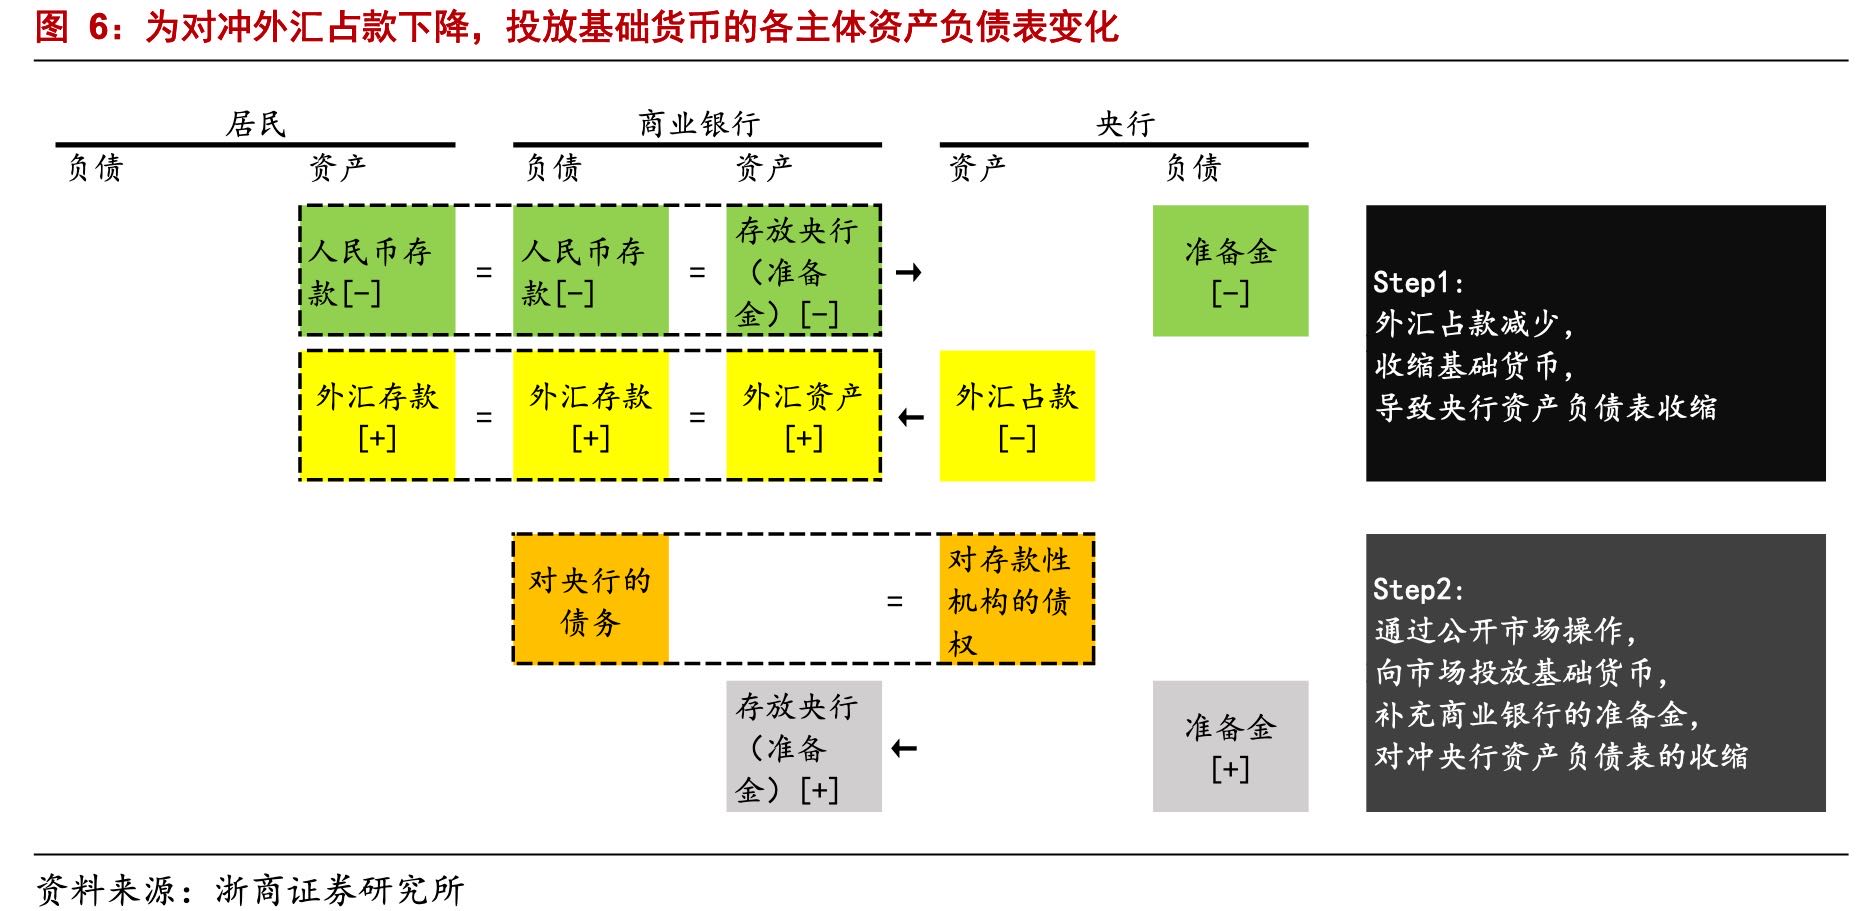 图 6：为对冲外汇占款下降，投放基础货币的各主体资产负债表变化
居民 商业银行 央行
负债 资产 负债 资产 资产 负债
人民币存
款[-]
=
人民币存
款[-]
=
存放央行
（准备
金）[-]
→
准备金
[-]
Step1:
外汇占款减少，
收缩基础货币，
导致央行资产负债表收缩
外汇存款
[+]
=
外汇存款
[+]
=
外汇资产
[+]
←
外汇占款
[-]
对央行的
债务
=
对存款性
机构的债
权
Step2:
通过公开市场操作，
向市场投放基础货币，
补充商业银行的准备金，
对冲央行资产负债表的收缩
存放央行
（准备
金）[+]
←
准备金
[+]
资料来源：浙商证券研究所